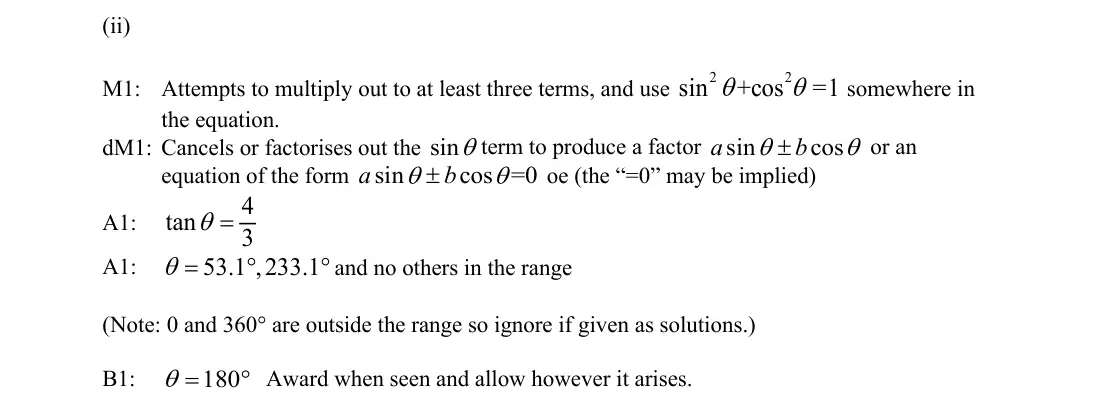 (ii)
M1: Attempts to multiply out to at least three terms, and use sin² θ+cos²θ =1 somewhere in
the equation.
dM1: Cancels or factorises out the sin θ term to produce a factor a sin θ ± b cos θ or an
equation of the form a sin θ ± b cos θ=0 oe (the “=0” may be implied)
A1: tan θ = 4/3
A1: θ = 53.1°, 233.1° and no others in the range
(Note: 0 and 360° are outside the range so ignore if given as solutions.)
B1: θ = 180° Award when seen and allow however it arises.